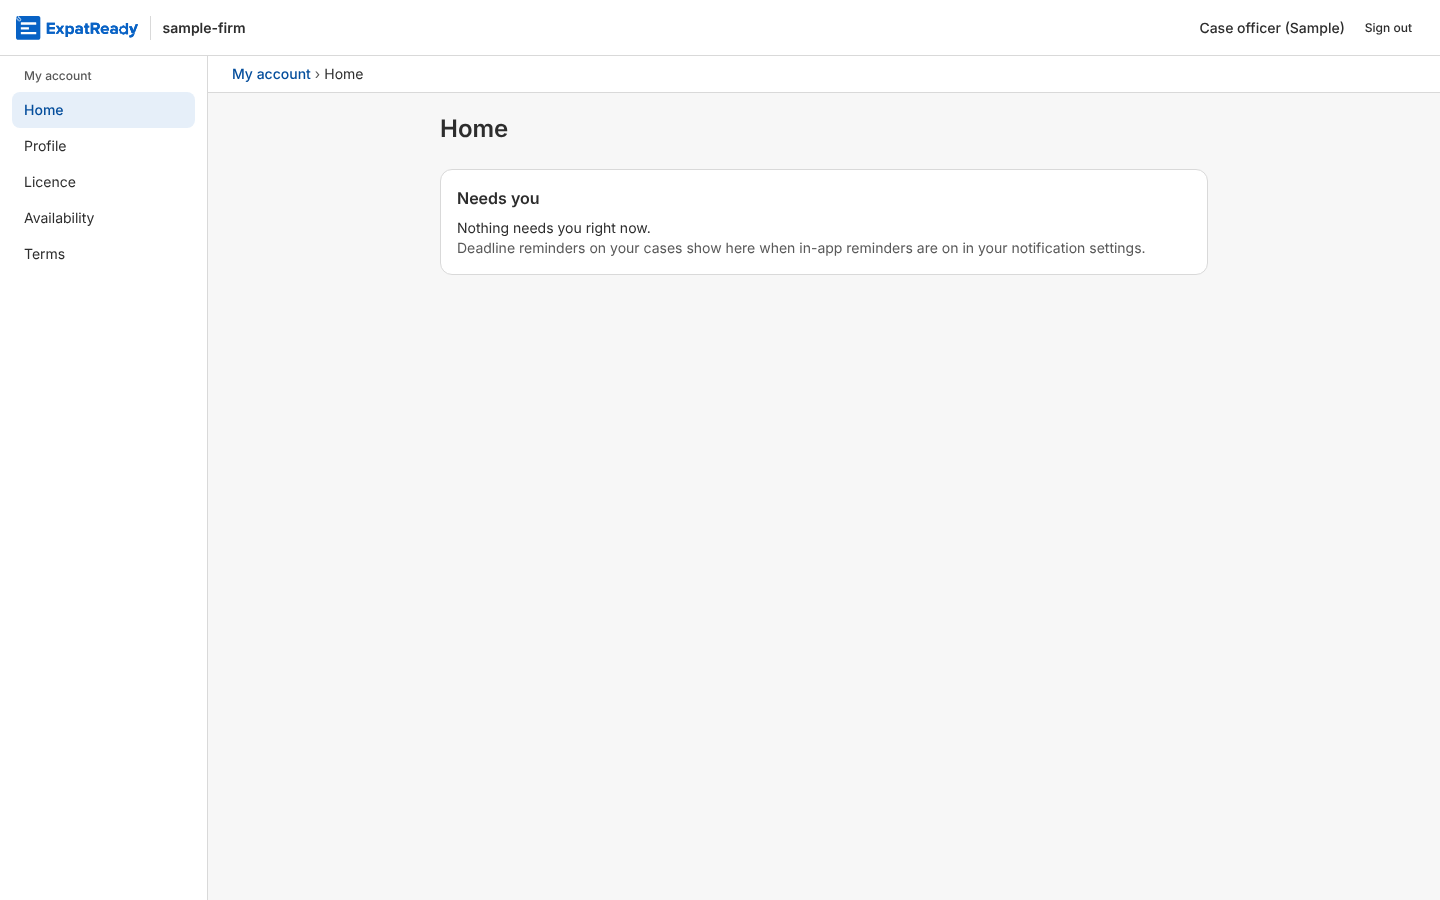 ExpatReady
sample-firm
Case officer (Sample)
Sign out
My account
Home
Profile
Licence
Availability
Terms
My account › Home
Home
Needs you
Nothing needs you right now.
Deadline reminders on your cases show here when in-app reminders are on in your notification settings.